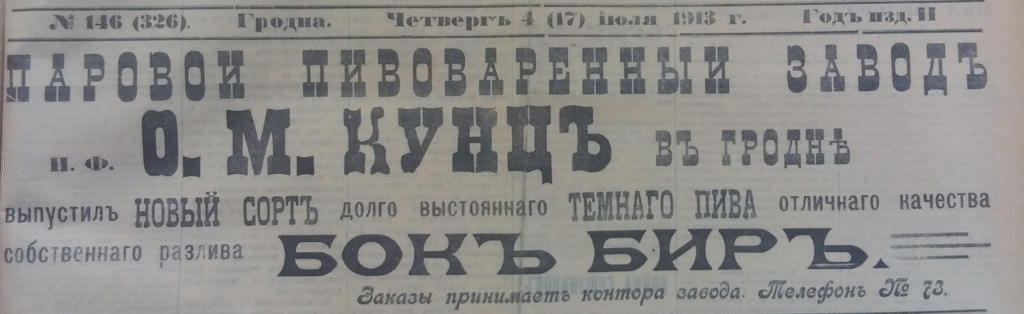 № 146 (326). Гродна. Четвергъ 4 (17) іюля 1913 г. Годъ изд. II
ПАРОВОЙ ПИВОВАРЕННЫЙ ЗАВОДЪ
п. Ф. О. М. КУНЦЪ въ ГРОДНѢ
выпустилъ НОВЫЙ СОРТЪ долго выстояннаго ТЕМНАГО ПИВА отличнаго качества
собственнаго разлива БОКЪ БИРЪ.
Заказы принимаетъ контора завода. Телефонъ № 73.